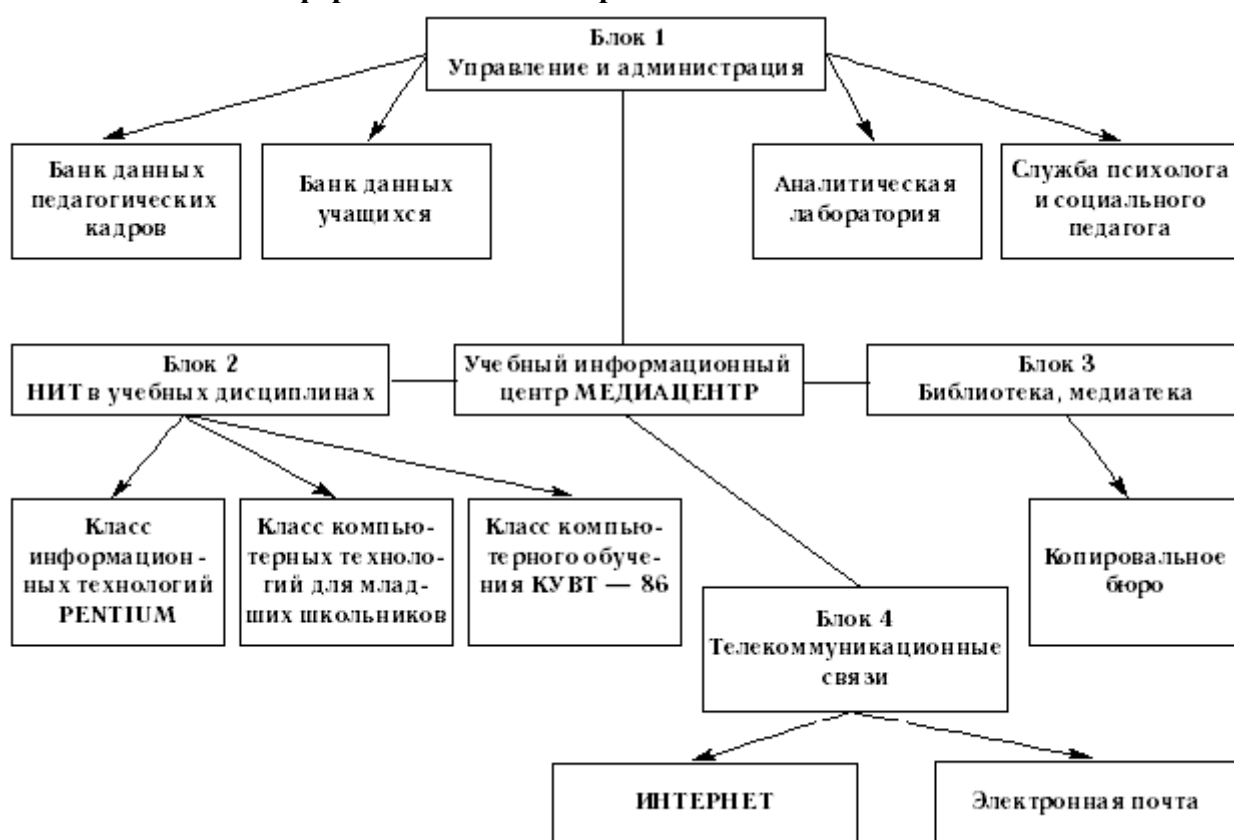 Блок 1
Управление и администрация
Банк данных
педагогических
кадров
Банк данных
учащихся
Аналитическая
лаборатория
Служба психолога
и социального
педагога
Блок 2
НИТ в учебных дисциплинах
Учебный информационный
центр МЕДИАЦЕНТР
Блок 3
Библиотека, медиатека
Класс
информацион-
ных технологий
PENTIUM
Класс компью-
терных техноло-
гий для млад-
ших школьников
Класс компью-
терного обуче-
ния КУВТ — 86
Копировальное
бюро
Блок 4
Телекоммуникационные
связи
ИНТЕРНЕТ
Электронная почта